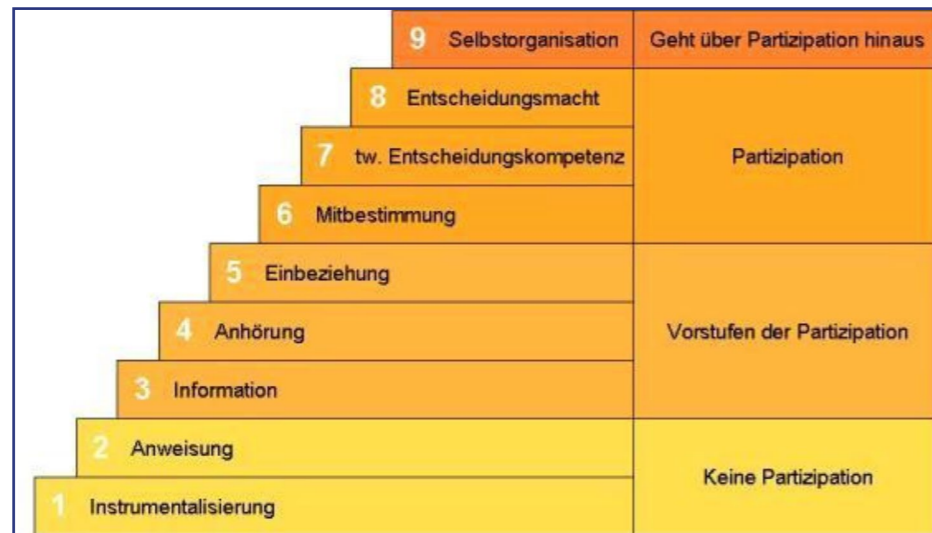 9 Selbstorganisation Geht über Partizipation hinaus
8 Entscheidungsmacht
7 tw. Entscheidungskompetenz Partizipation
6 Mitbestimmung
5 Einbeziehung
4 Anhörung Vorstufen der Partizipation
3 Information
2 Anweisung
Keine Partizipation
1 Instrumentalisierung